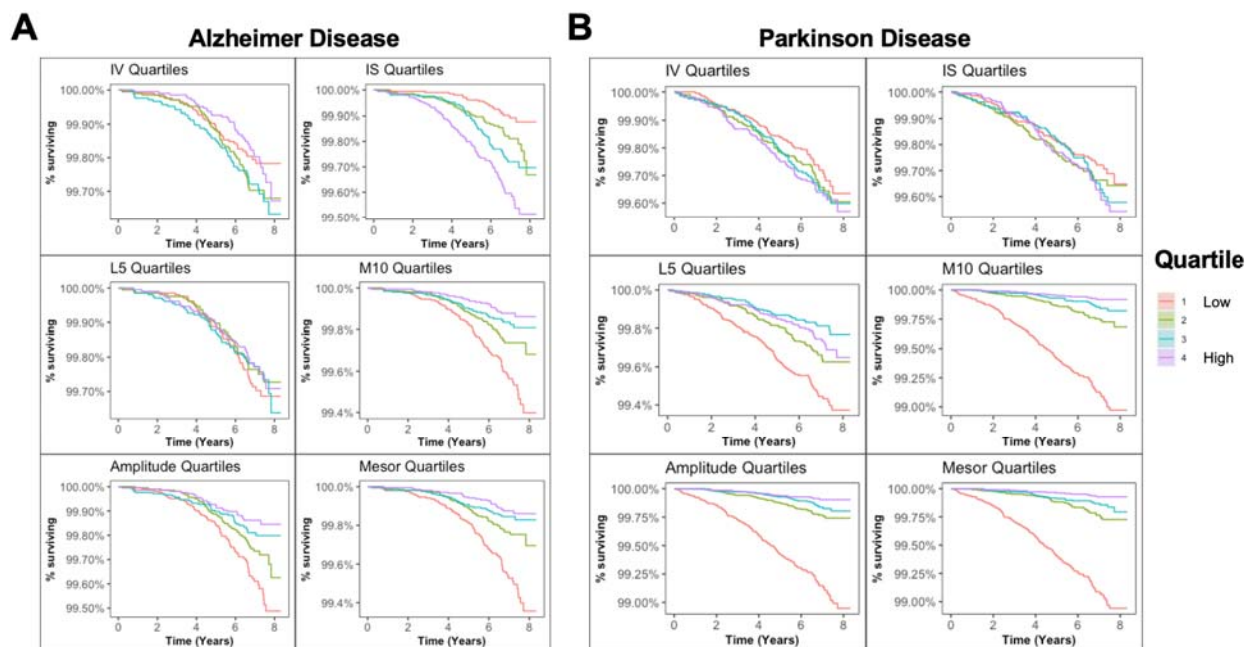 A
Alzheimer Disease
IV Quartiles
% surviving
100.00%
99.90%
99.80%
99.70%
0 2 4 6 8
Time (Years)
IS Quartiles
% surviving
100.00%
99.90%
99.80%
99.70%
99.60%
99.50%
0 2 4 6 8
Time (Years)
L5 Quartiles
% surviving
100.00%
99.90%
99.80%
99.70%
0 2 4 6 8
Time (Years)
M10 Quartiles
% surviving
100.0%
99.8%
99.6%
99.4%
0 2 4 6 8
Time (Years)
Amplitude Quartiles
% surviving
100.00%
99.90%
99.80%
99.70%
99.60%
99.50%
0 2 4 6 8
Time (Years)
Mesor Quartiles
% surviving
100.0%
99.8%
99.6%
99.4%
0 2 4 6 8
Time (Years)
B
Parkinson Disease
IV Quartiles
% surviving
100.00%
99.90%
99.80%
99.70%
99.60%
0 2 4 6 8
Time (Years)
IS Quartiles
% surviving
100.00%
99.90%
99.80%
99.70%
99.60%
0 2 4 6 8
Time (Years)
L5 Quartiles
% surviving
100.0%
99.8%
99.6%
99.4%
0 2 4 6 8
Time (Years)
M10 Quartiles
% surviving
100.00%
99.75%
99.50%
99.25%
99.00%
0 2 4 6 8
Time (Years)
Amplitude Quartiles
% surviving
100.00%
99.75%
99.50%
99.25%
99.00%
0 2 4 6 8
Time (Years)
Mesor Quartiles
% surviving
100.00%
99.75%
99.50%
99.25%
99.00%
0 2 4 6 8
Time (Years)
Quartile
1 Low
2
3
4 High